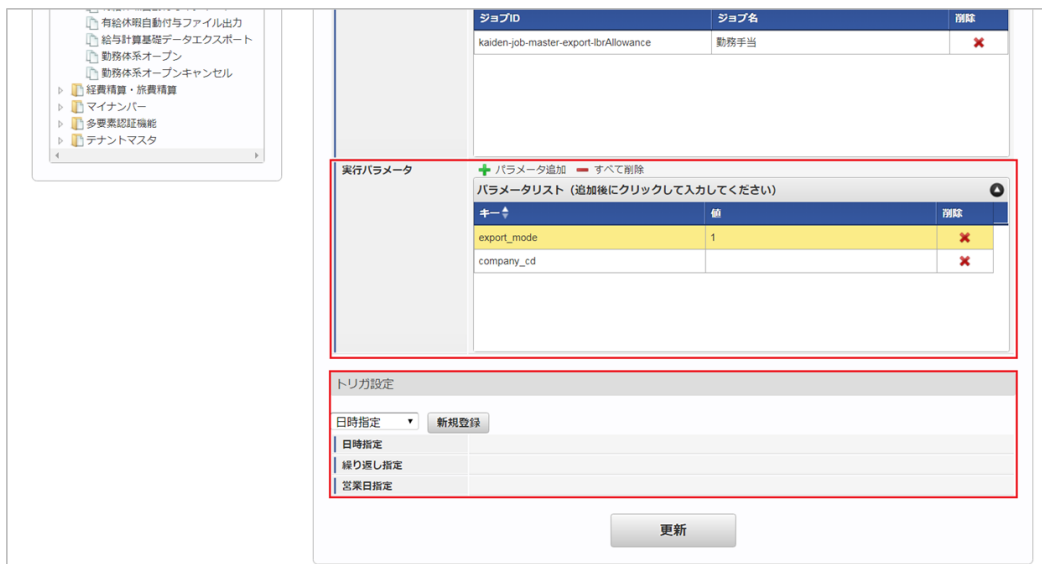 有給休暇自動付与ファイル出力
給与計算基礎データエクスポート
勤務体系オープン
勤務体系オープンキャンセル
経費精算・旅費精算
マイナンバー
多要素認証機能
テナントマスタ
ジョブID ジョブ名 削除
kaiden-job-master-export-lbrAllowance 勤務手当
実行パラメータ パラメータ追加 すべて削除
パラメータリスト（追加後にクリックして入力してください）
キー 値 削除
export_mode 1
company_cd
トリガ設定
日時指定 新規登録
日時指定
繰り返し指定
営業日指定
更新